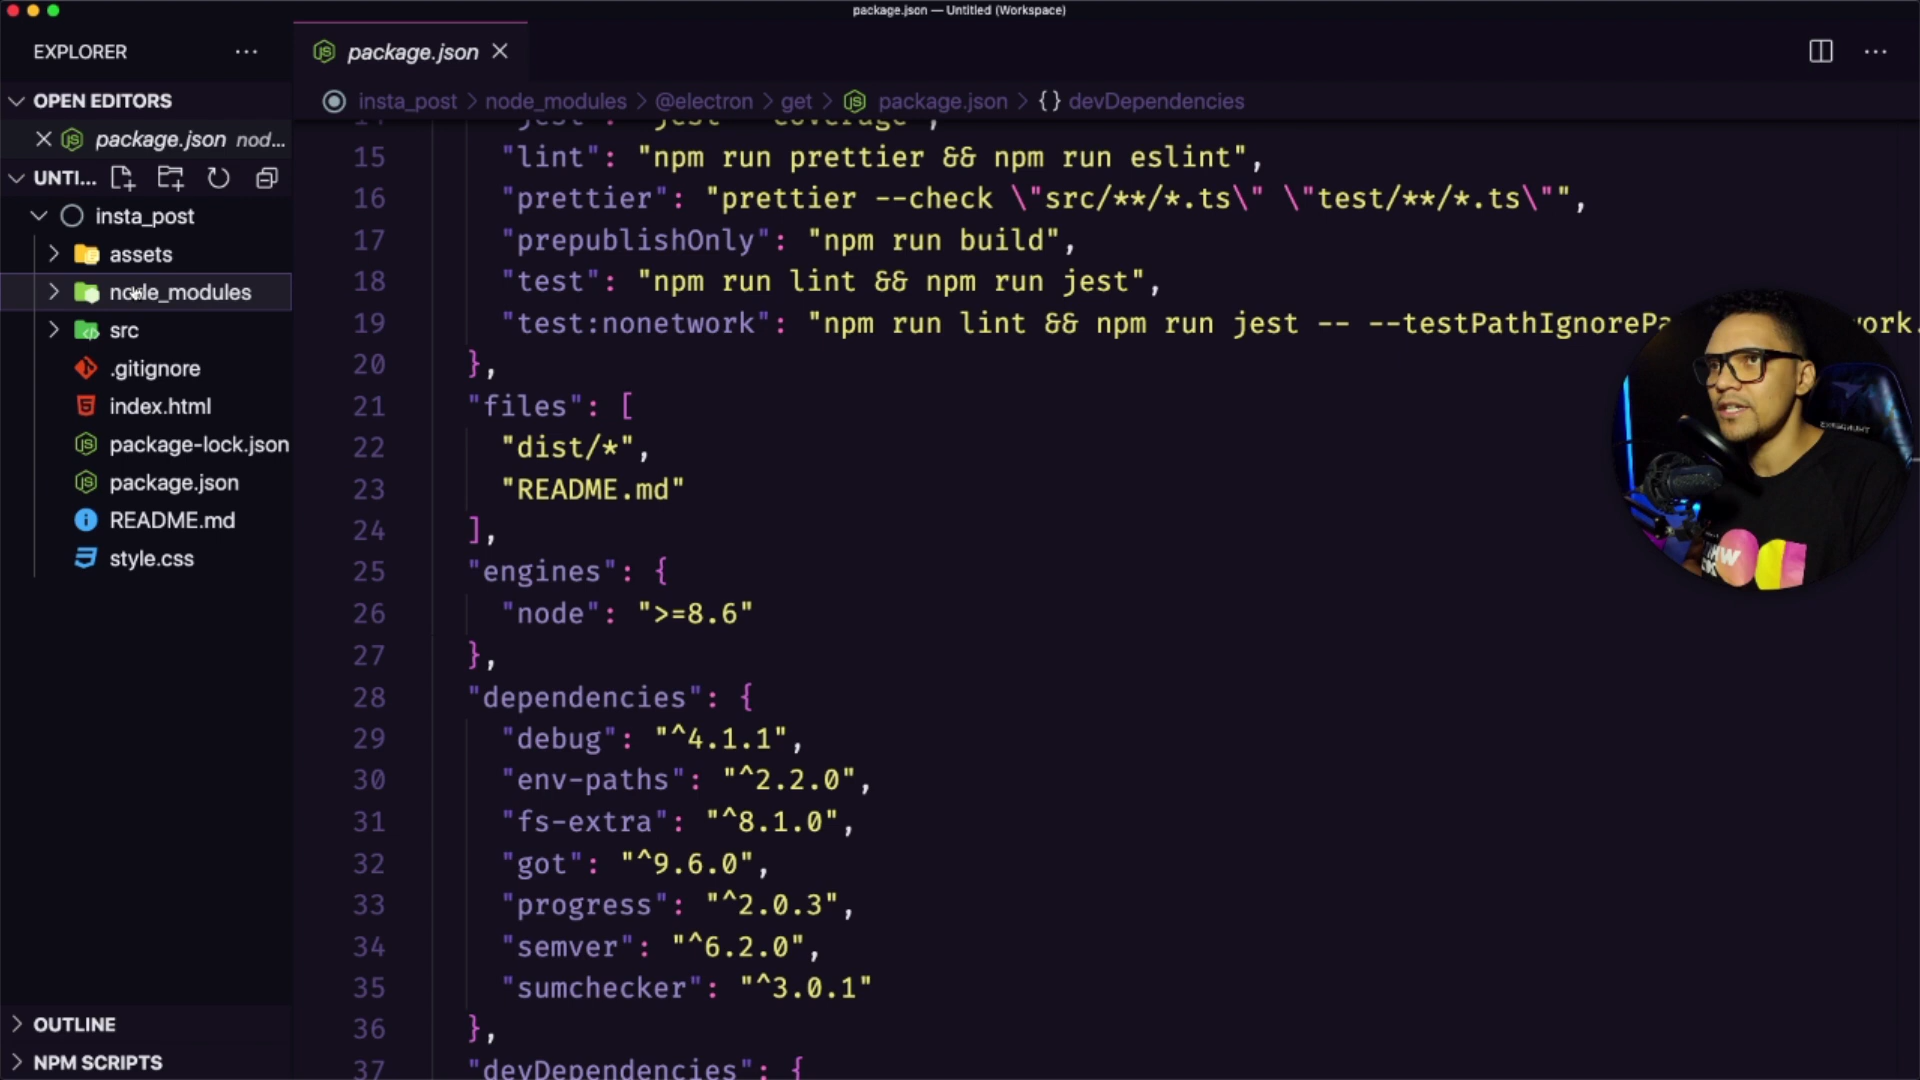 package.json — Untitled (Workspace)
EXPLORER
package.json
OPEN EDITORS
insta_post > node_modules > @electron > get > package.json > {} devDependencies
package.json nod...
UNTI...
insta_post
assets
node_modules
src
.gitignore
index.html
package-lock.json
package.json
README.md
style.css
OUTLINE
NPM SCRIPTS
15 "lint": "npm run prettier && npm run eslint",
16 "prettier": "prettier --check \"src/**/*.ts\" \"test/**/*.ts\"",
17 "prepublishOnly": "npm run build",
18 "test": "npm run lint && npm run jest",
19 "test:nonetwork": "npm run lint && npm run jest -- --testPathIgnorePa
20 },
21 "files": [
22 "dist/*",
23 "README.md"
24 ],
25 "engines": {
26 "node": ">=8.6"
27 },
28 "dependencies": {
29 "debug": "^4.1.1",
30 "env-paths": "^2.2.0",
31 "fs-extra": "^8.1.0",
32 "got": "^9.6.0",
33 "progress": "^2.0.3",
34 "semver": "^6.2.0",
35 "sumchecker": "^3.0.1"
36 },
37 "devDependencies": {